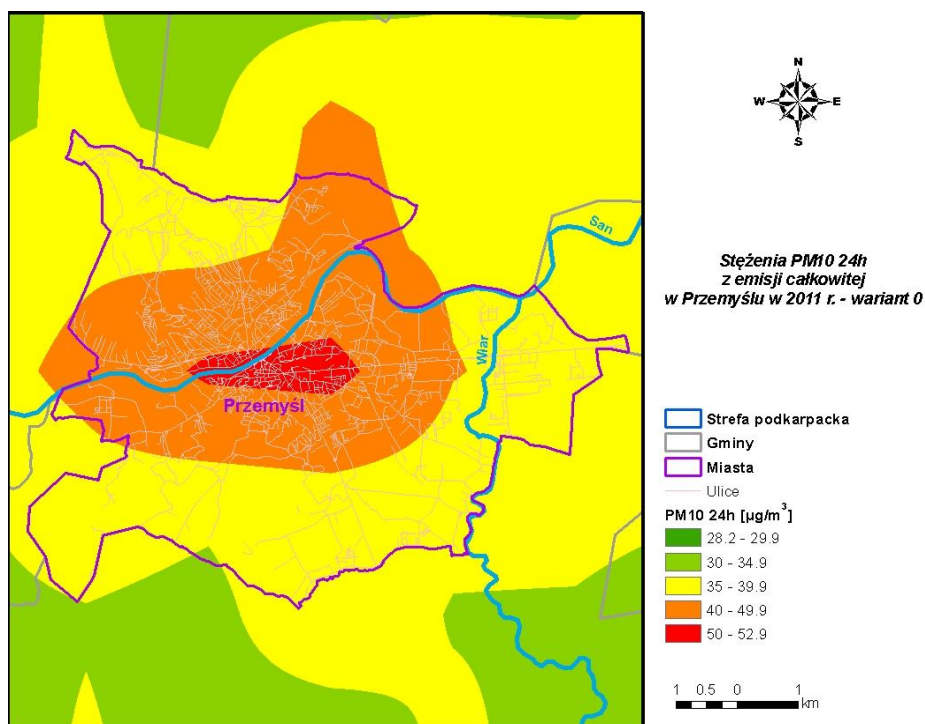 N
W E
S
San
Wiar
Przemyśl
Stężenia PM10 24h
z emisji całkowitej
w Przemyślu w 2011 r. - wariant 0
Strefa podkarpacka
Gminy
Miasta
Ulice
PM10 24h [µg/m³]
28.2 - 29.9
30 - 34.9
35 - 39.9
40 - 49.9
50 - 52.9
1 0.5 0 1
km